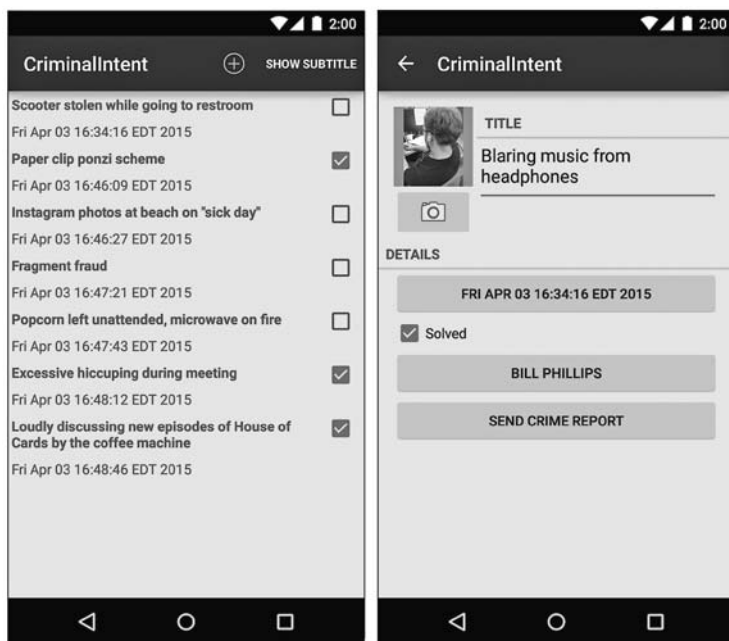 2:00
CriminalIntent
SHOW SUBTITLE
Scooter stolen while going to restroom
Fri Apr 03 16:34:16 EDT 2015
Paper clip ponzi scheme
Fri Apr 03 16:46:09 EDT 2015
Instagram photos at beach on "sick day"
Fri Apr 03 16:46:27 EDT 2015
Fragment fraud
Fri Apr 03 16:47:21 EDT 2015
Popcorn left unattended, microwave on fire
Fri Apr 03 16:47:43 EDT 2015
Excessive hiccuping during meeting
Fri Apr 03 16:48:12 EDT 2015
Loudly discussing new episodes of House of
Cards by the coffee machine
Fri Apr 03 16:48:46 EDT 2015
2:00
CriminalIntent
TITLE
Blaring music from
headphones
DETAILS
FRI APR 03 16:34:16 EDT 2015
Solved
BILL PHILLIPS
SEND CRIME REPORT